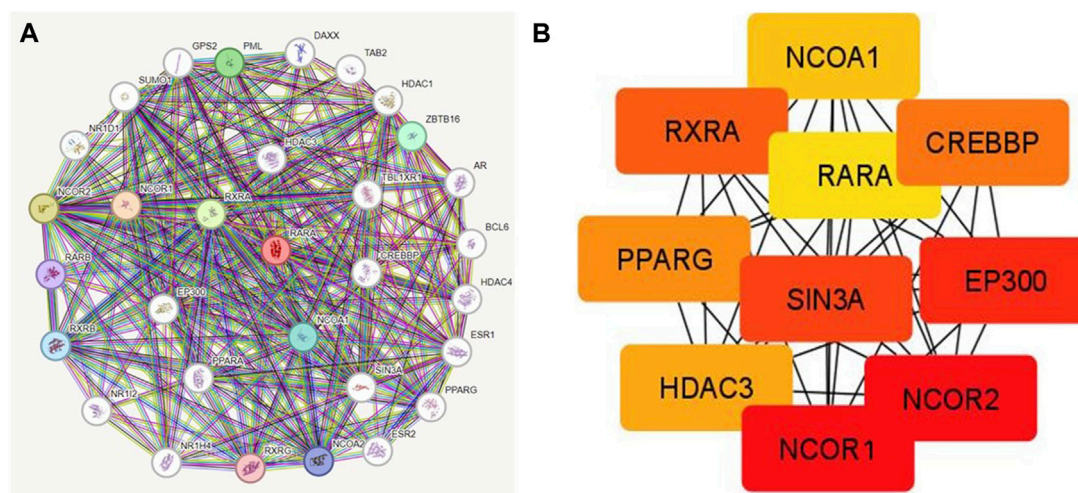 A
GPS2
PML
DAXX
TAB2
SUMO1
HDAC1
ZBTB16
NR1D1
HDAC3
AR
TBL1XR1
NCOR2
NCOR1
RXRA
RARA
BCL6
RARB
CREBBP
HDAC4
EP300
NCOA1
RXRB
ESR1
PPARA
SIN3A
PPARG
NR1I2
ESR2
NR1H4
RXRG
NCOA2
B
NCOA1
RXRA
CREBBP
RARA
PPARG
SIN3A
EP300
HDAC3
NCOR2
NCOR1